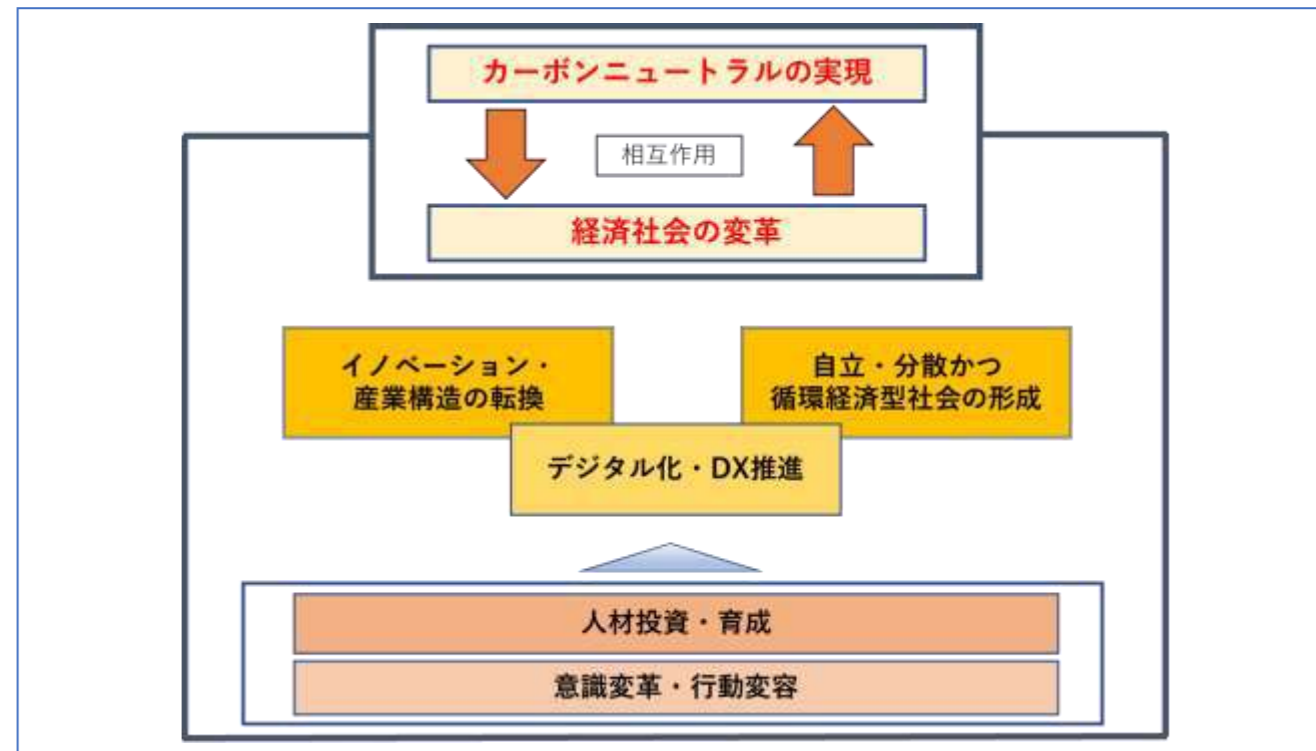 カーボンニュートラルの実現
相互作用
経済社会の変革
イノベーション・
産業構造の転換
自立・分散かつ
循環経済型社会の形成
デジタル化・DX推進
人材投資・育成
意識変革・行動変容